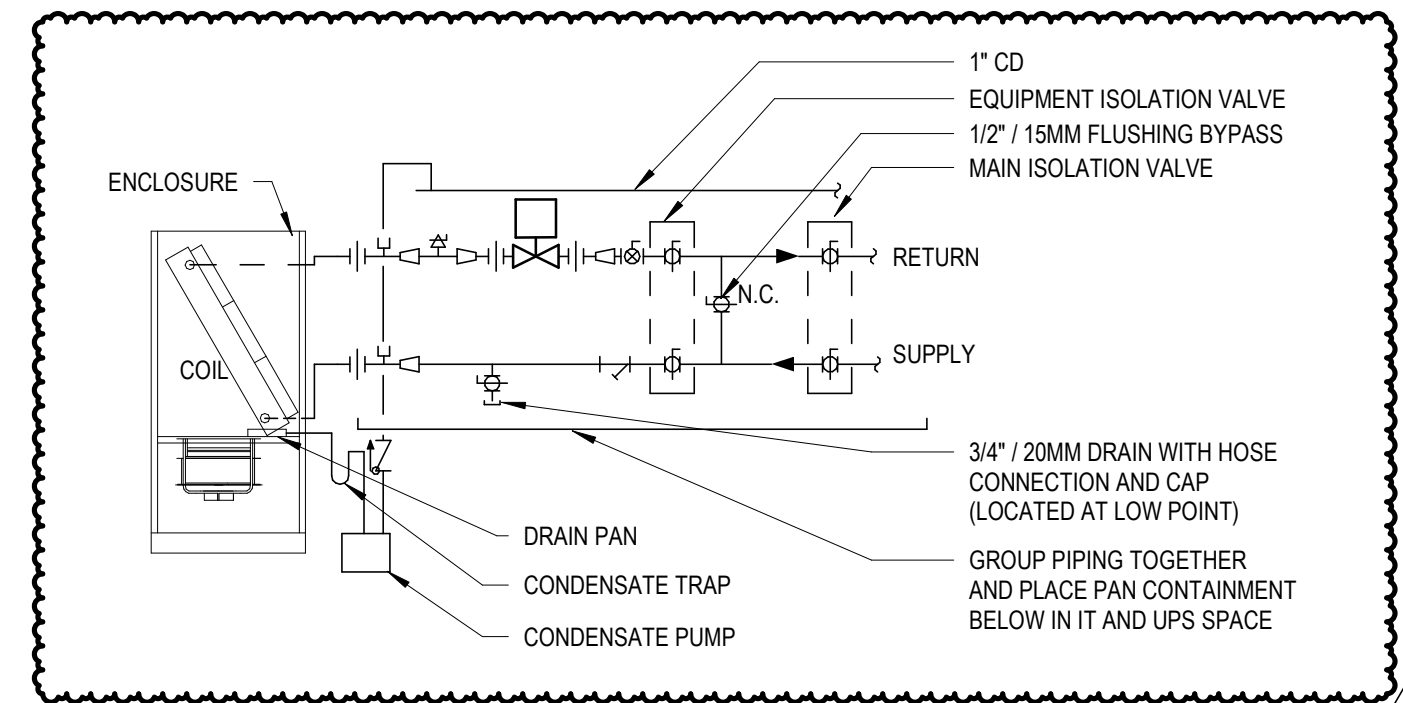 1" CD
EQUIPMENT ISOLATION VALVE
1/2" / 15MM FLUSHING BYPASS
MAIN ISOLATION VALVE
ENCLOSURE
RETURN
N.C.
SUPPLY
COIL
3/4" / 20MM DRAIN WITH HOSE
CONNECTION AND CAP
(LOCATED AT LOW POINT)
DRAIN PAN
CONDENSATE TRAP
CONDENSATE PUMP
GROUP PIPING TOGETHER
AND PLACE PAN CONTAINMENT
BELOW IN IT AND UPS SPACE